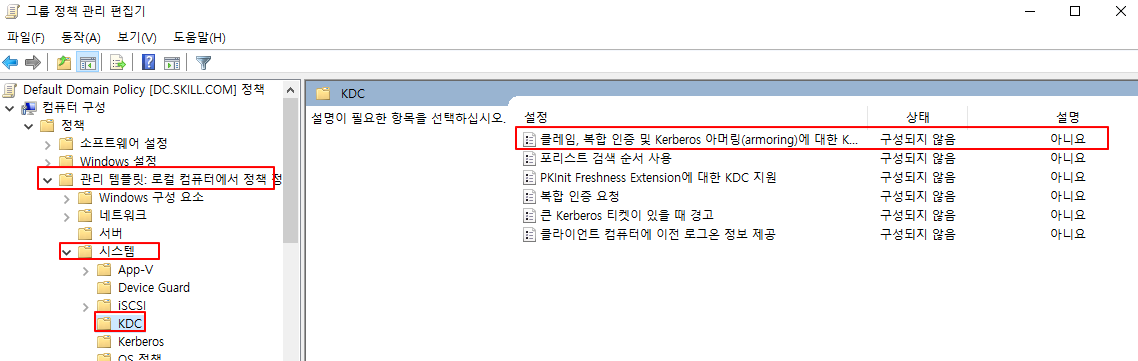 그룹 정책 관리 편집기
파일(F) 동작(A) 보기(V) 도움말(H)
Default Domain Policy [DC.SKILL.COM] 정책
컴퓨터 구성
정책
소프트웨어 설정
Windows 설정
관리 템플릿: 로컬 컴퓨터에서 정책 정
Windows 구성 요소
네트워크
서버
시스템
App-V
Device Guard
iSCSI
KDC
Kerberos
OS 정책
KDC
설명이 필요한 항목을 선택하십시오.
설정 상태 설명
클레임, 복합 인증 및 Kerberos 아머링(armoring)에 대한 K... 구성되지 않음 아니요
포리스트 검색 순서 사용 구성되지 않음 아니요
PKInit Freshness Extension에 대한 KDC 지원 구성되지 않음 아니요
복합 인증 요청 구성되지 않음 아니요
큰 Kerberos 티켓이 있을 때 경고 구성되지 않음 아니요
클라이언트 컴퓨터에 이전 로그온 정보 제공 구성되지 않음 아니요